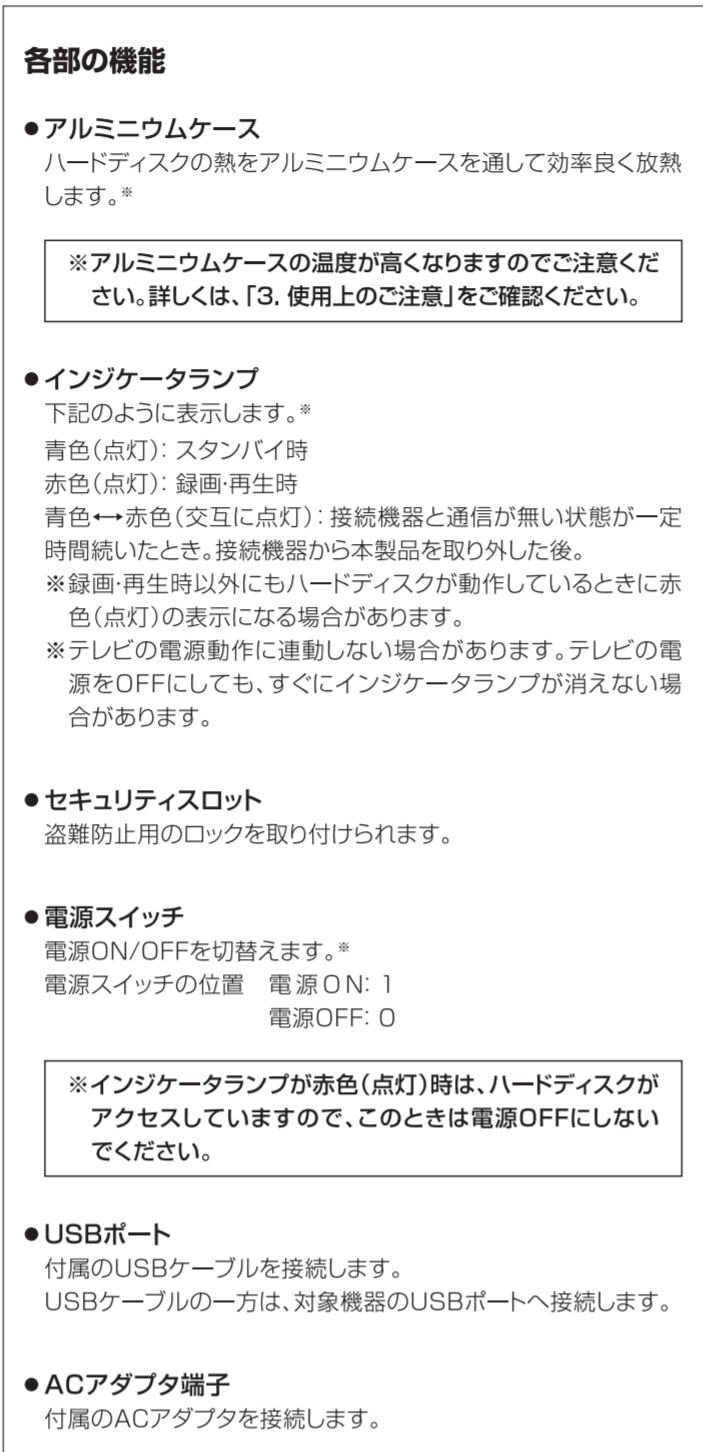 各部の機能
●アルミニウムケース
ハードディスクの熱をアルミニウムケースを通して効率良く放熱
します。※
※アルミニウムケースの温度が高くなりますのでご注意くだ
さい。詳しくは、「3. 使用上のご注意」をご確認ください。
●インジケータランプ
下記のように表示します。※
青色(点灯): スタンバイ時
赤色(点灯): 録画・再生時
青色↔赤色(交互に点灯): 接続機器と通信が無い状態が一定
時間続いたとき。接続機器から本製品を取り外した後。
※録画・再生時以外にもハードディスクが動作しているときに赤
色(点灯)の表示になる場合があります。
※テレビの電源動作に連動しない場合があります。テレビの電
源をOFFにしても、すぐにインジケータランプが消えない場
合があります。
●セキュリティスロット
盗難防止用のロックを取り付けられます。
●電源スイッチ
電源ON/OFFを切替えます。※
電源スイッチの位置 電源ON: 1
電源OFF: 0
※インジケータランプが赤色(点灯)時は、ハードディスクが
アクセスしていますので、このときは電源OFFにしない
でください。
●USBポート
付属のUSBケーブルを接続します。
USBケーブルの一方は、対象機器のUSBポートへ接続します。
●ACアダプタ端子
付属のACアダプタを接続します。